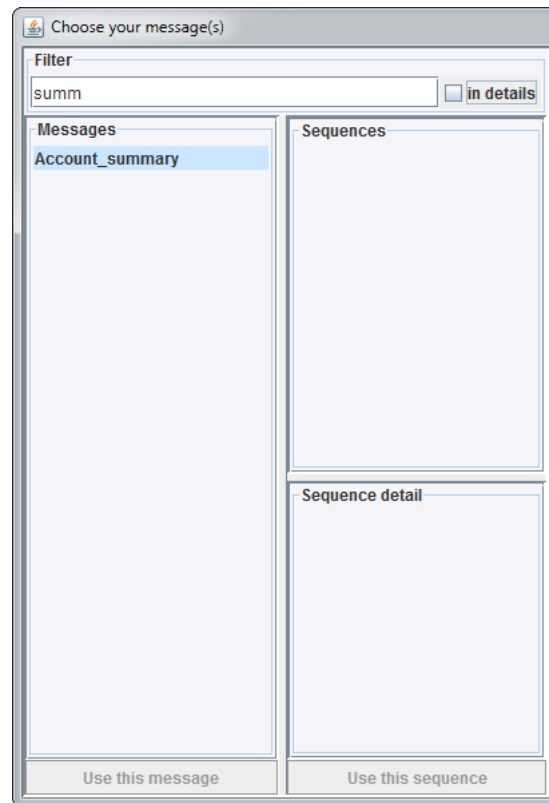 Choose your message(s)
Filter
summ
in details
Messages
Account_summary
Sequences
Sequence detail
Use this message
Use this sequence